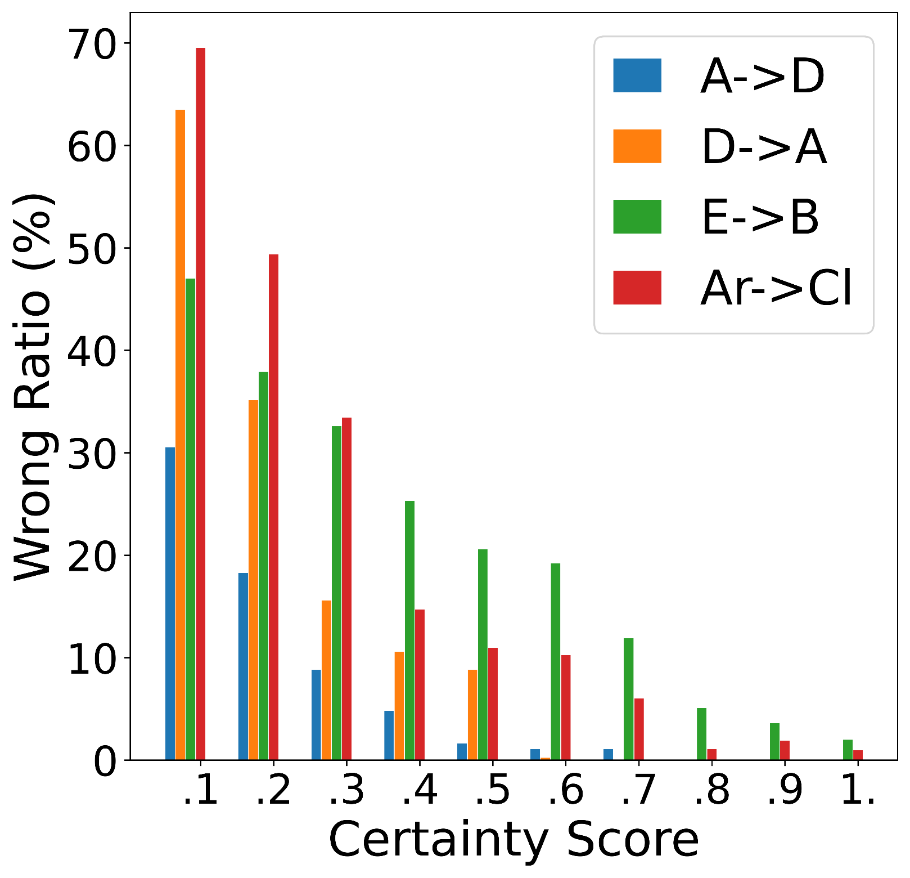 70
60
50
40
30
20
10
0
Wrong Ratio (%)
A->D
D->A
E->B
Ar->Cl
.1 .2 .3 .4 .5 .6 .7 .8 .9 1.
Certainty Score